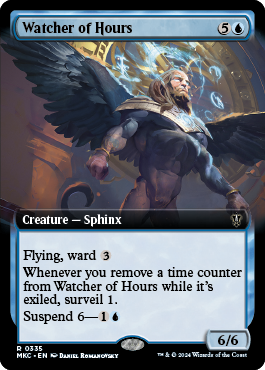 Watcher of Hours 5
Creature — Sphinx
Flying, ward 3
Whenever you remove a time counter
from Watcher of Hours while it's
exiled, surveil 1.
Suspend 6—1
6/6
R 0335
MKC • EN Daniel Romanovsky
™ & © 2024 Wizards of the Coast